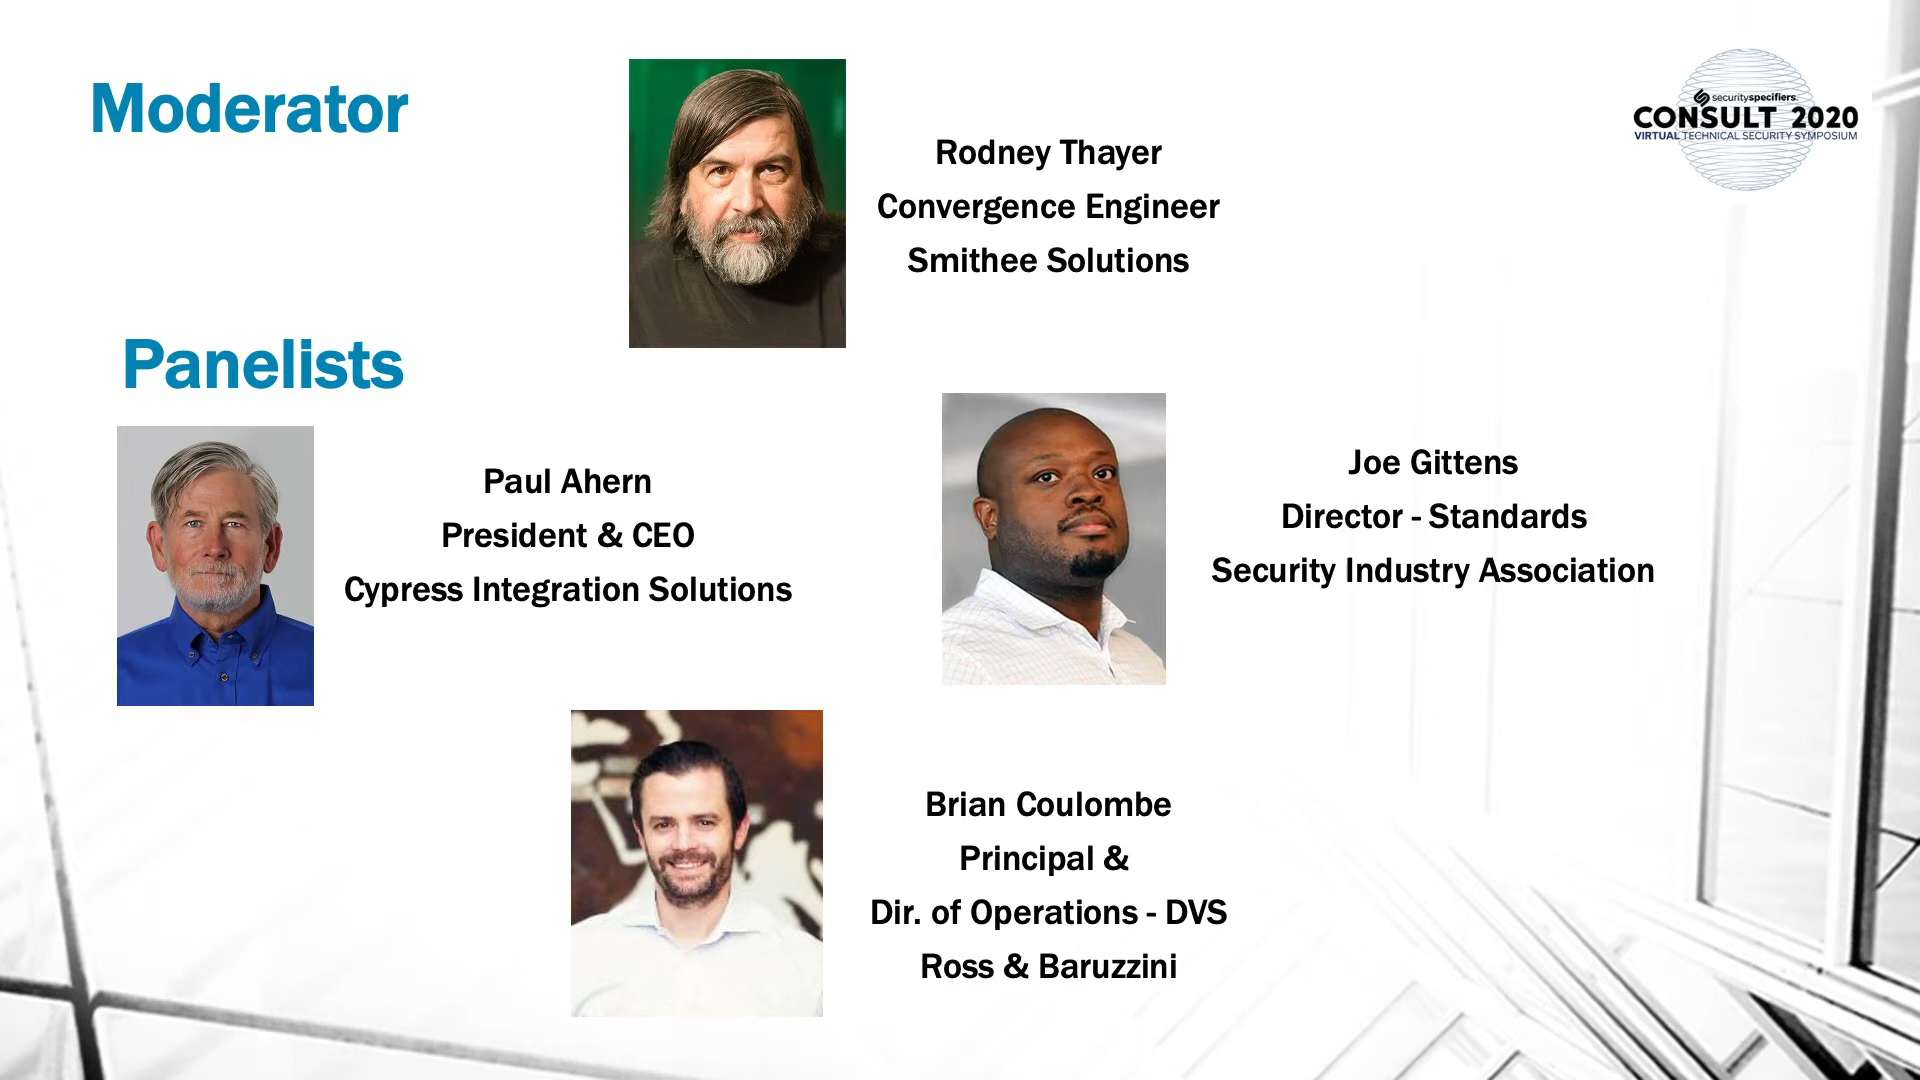 Moderator
Rodney Thayer
Convergence Engineer
Smithee Solutions
securityspecifiers.
CONSULT 2020
VIRTUAL TECHNICAL SECURITY SYMPOSIUM
Panelists
Paul Ahern
President & CEO
Cypress Integration Solutions
Joe Gittens
Director - Standards
Security Industry Association
Brian Coulombe
Principal &
Dir. of Operations - DVS
Ross & Baruzzini